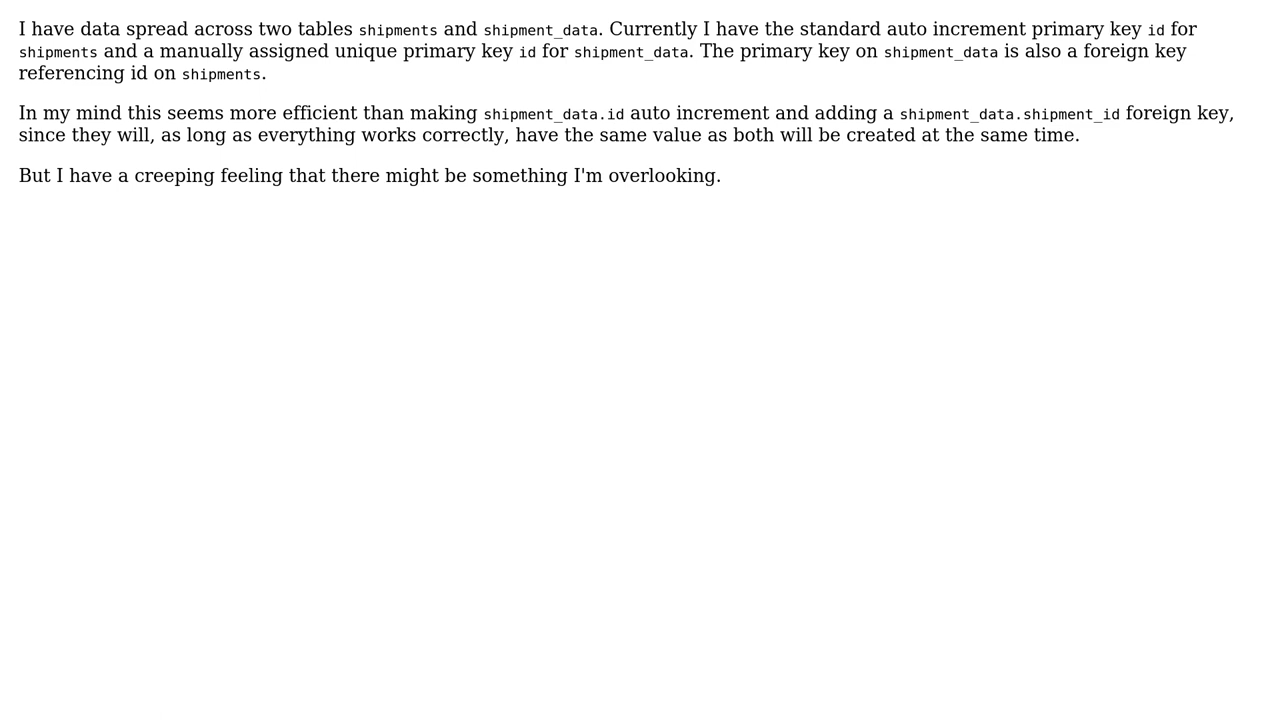 I have data spread across two tables shipments and shipment_data. Currently I have the standard auto increment primary key id for
shipments and a manually assigned unique primary key id for shipment_data. The primary key on shipment_data is also a foreign key
referencing id on shipments.
In my mind this seems more efficient than making shipment_data.id auto increment and adding a shipment_data.shipment_id foreign key,
since they will, as long as everything works correctly, have the same value as both will be created at the same time.
But I have a creeping feeling that there might be something I'm overlooking.